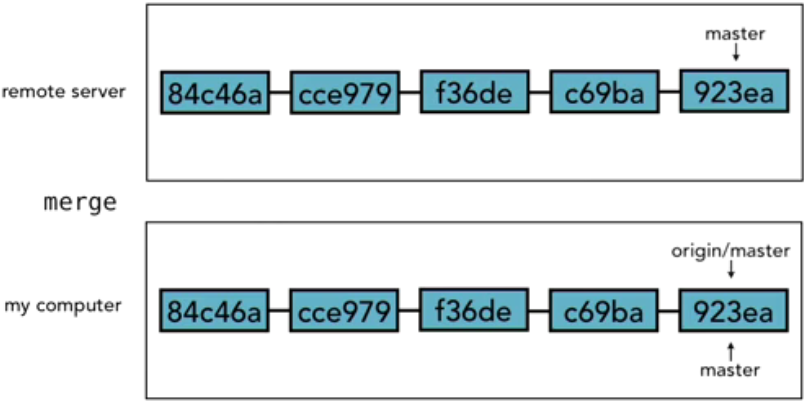 master
remote server
84c46a cce979 f36de c69ba 923ea
merge
origin/master
my computer
84c46a cce979 f36de c69ba 923ea
master